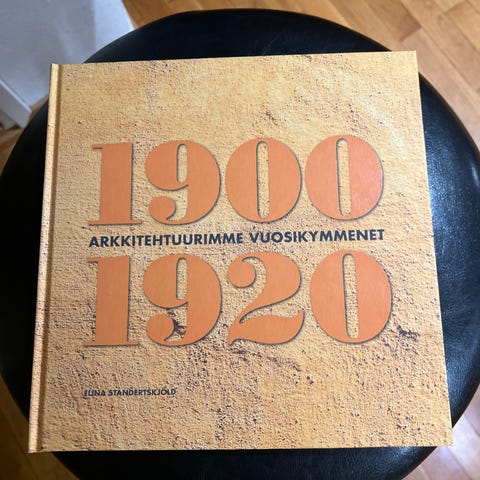 1900
ARKKITEHTUURIMME VUOSIKYMMENET
1920
ELINA STANDERTSKJÖLD